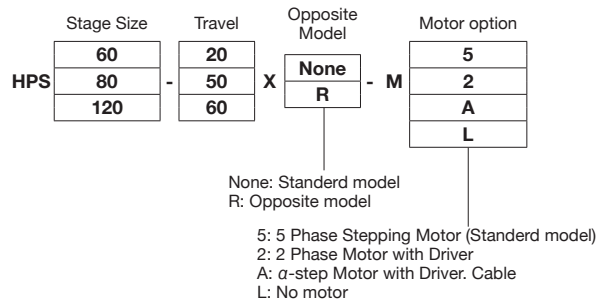 Stage Size Travel Opposite Model Motor option
60 20 None 5
HPS 80 - 50 X R - M 2
120 60 A
L
None: Standerd model
R: Opposite model
5: 5 Phase Stepping Motor (Standerd model)
2: 2 Phase Motor with Driver
A: α-step Motor with Driver. Cable
L: No motor